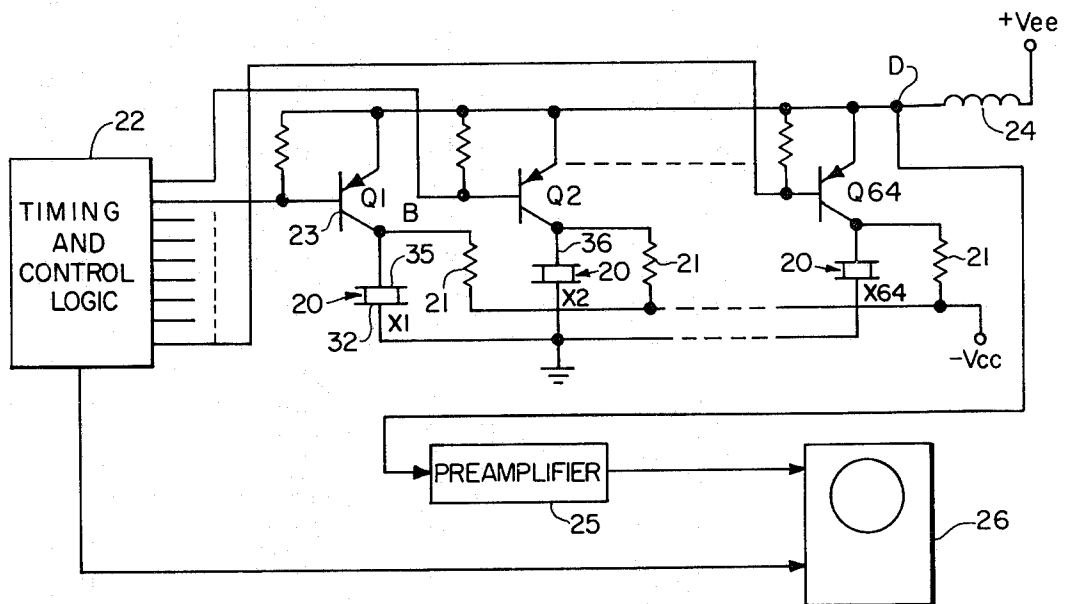 +Vee
D
22
24
TIMING
AND
CONTROL
LOGIC
Q1
B
23
Q2
Q64
35
36
20
21
20
21
20
21
32
X1
X2
X64
-Vcc
PREAMPLIFIER
25
26